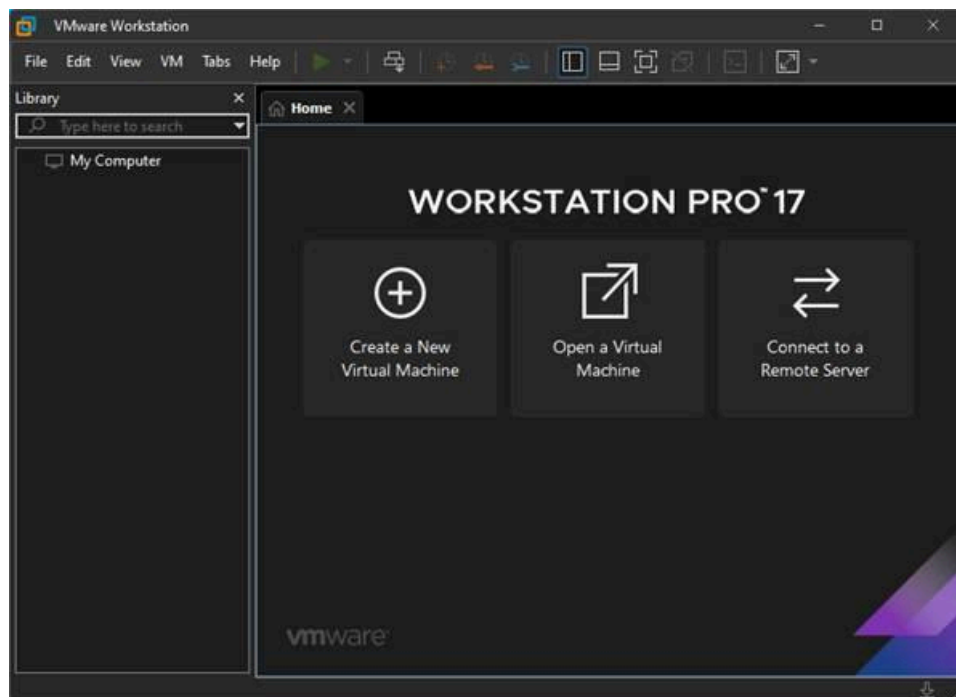 VMware Workstation
File Edit View VM Tabs Help
Library
Home
Type here to search
My Computer
WORKSTATION PRO™ 17
Create a New
Virtual Machine
Open a Virtual
Machine
Connect to a
Remote Server
vmware